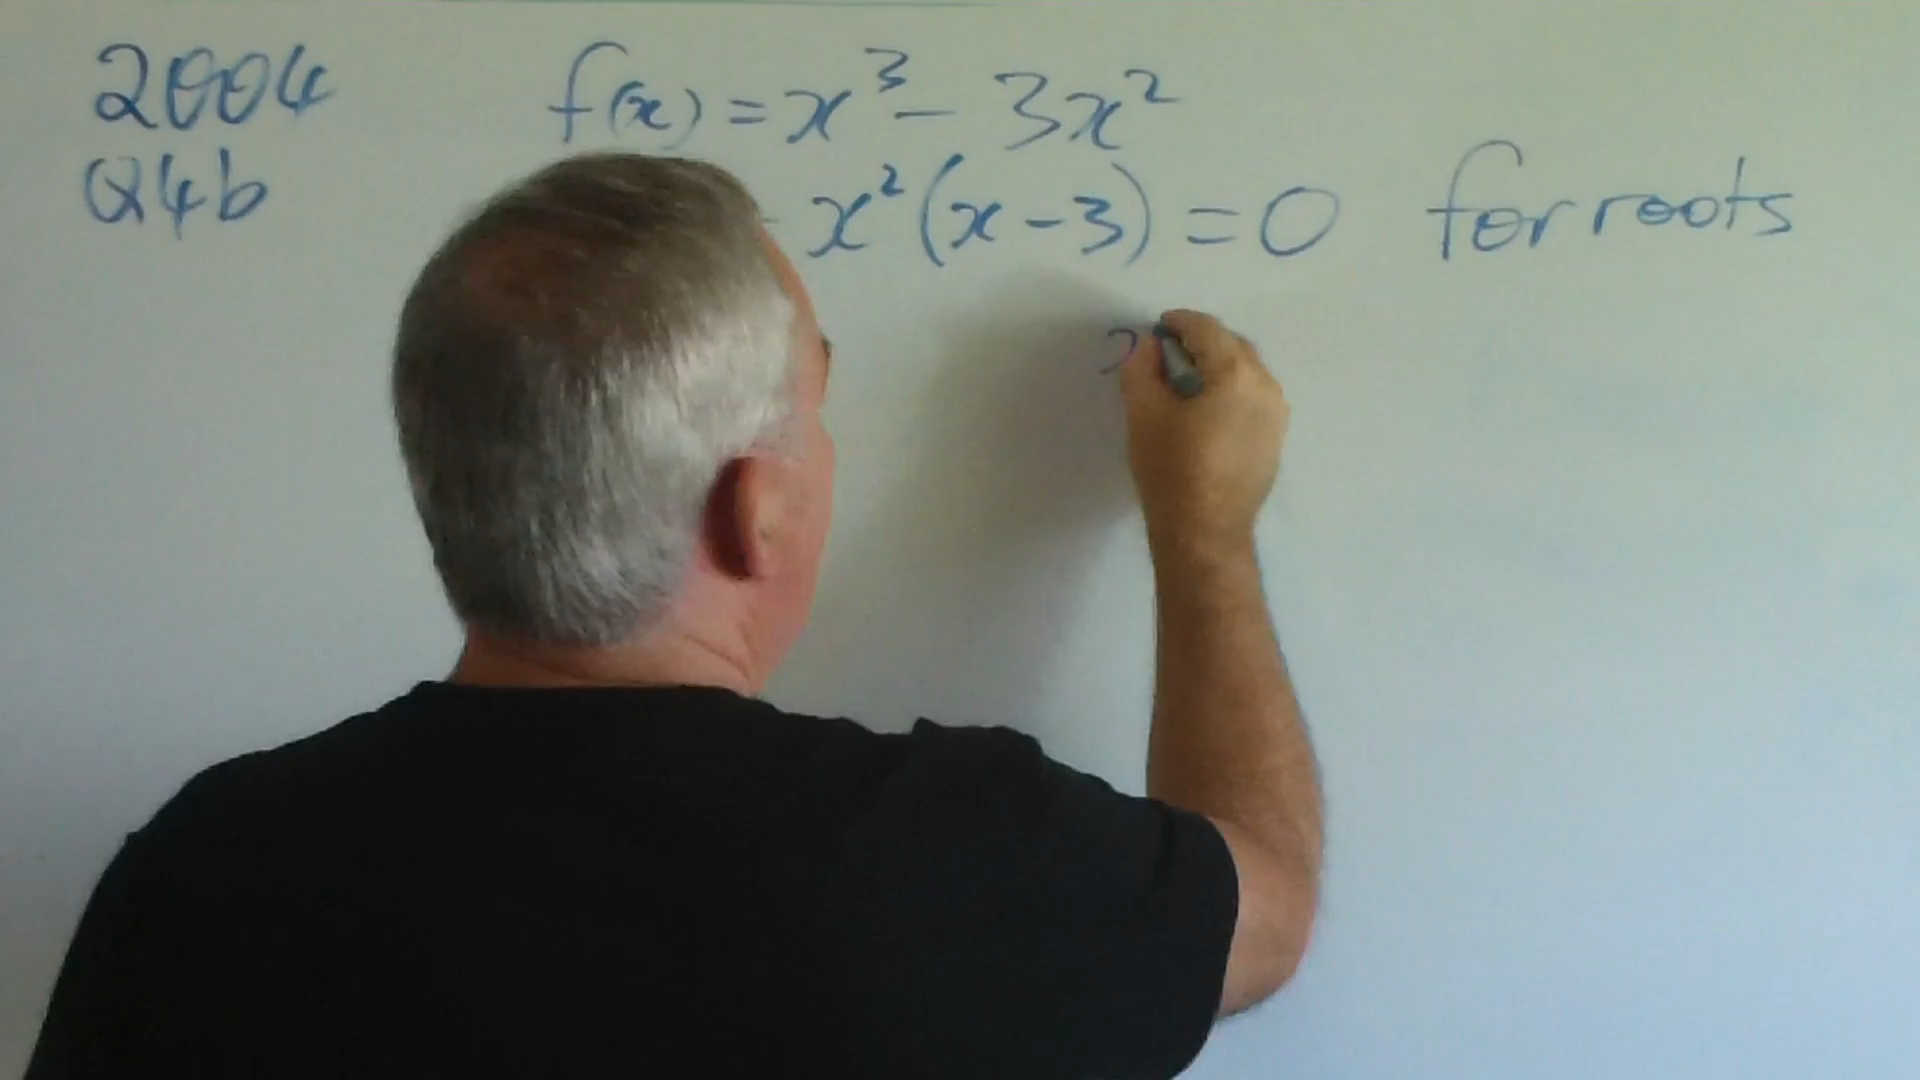 2004 f(x) = x³ - 3x²
Q4b x²(x - 3) = 0 for roots